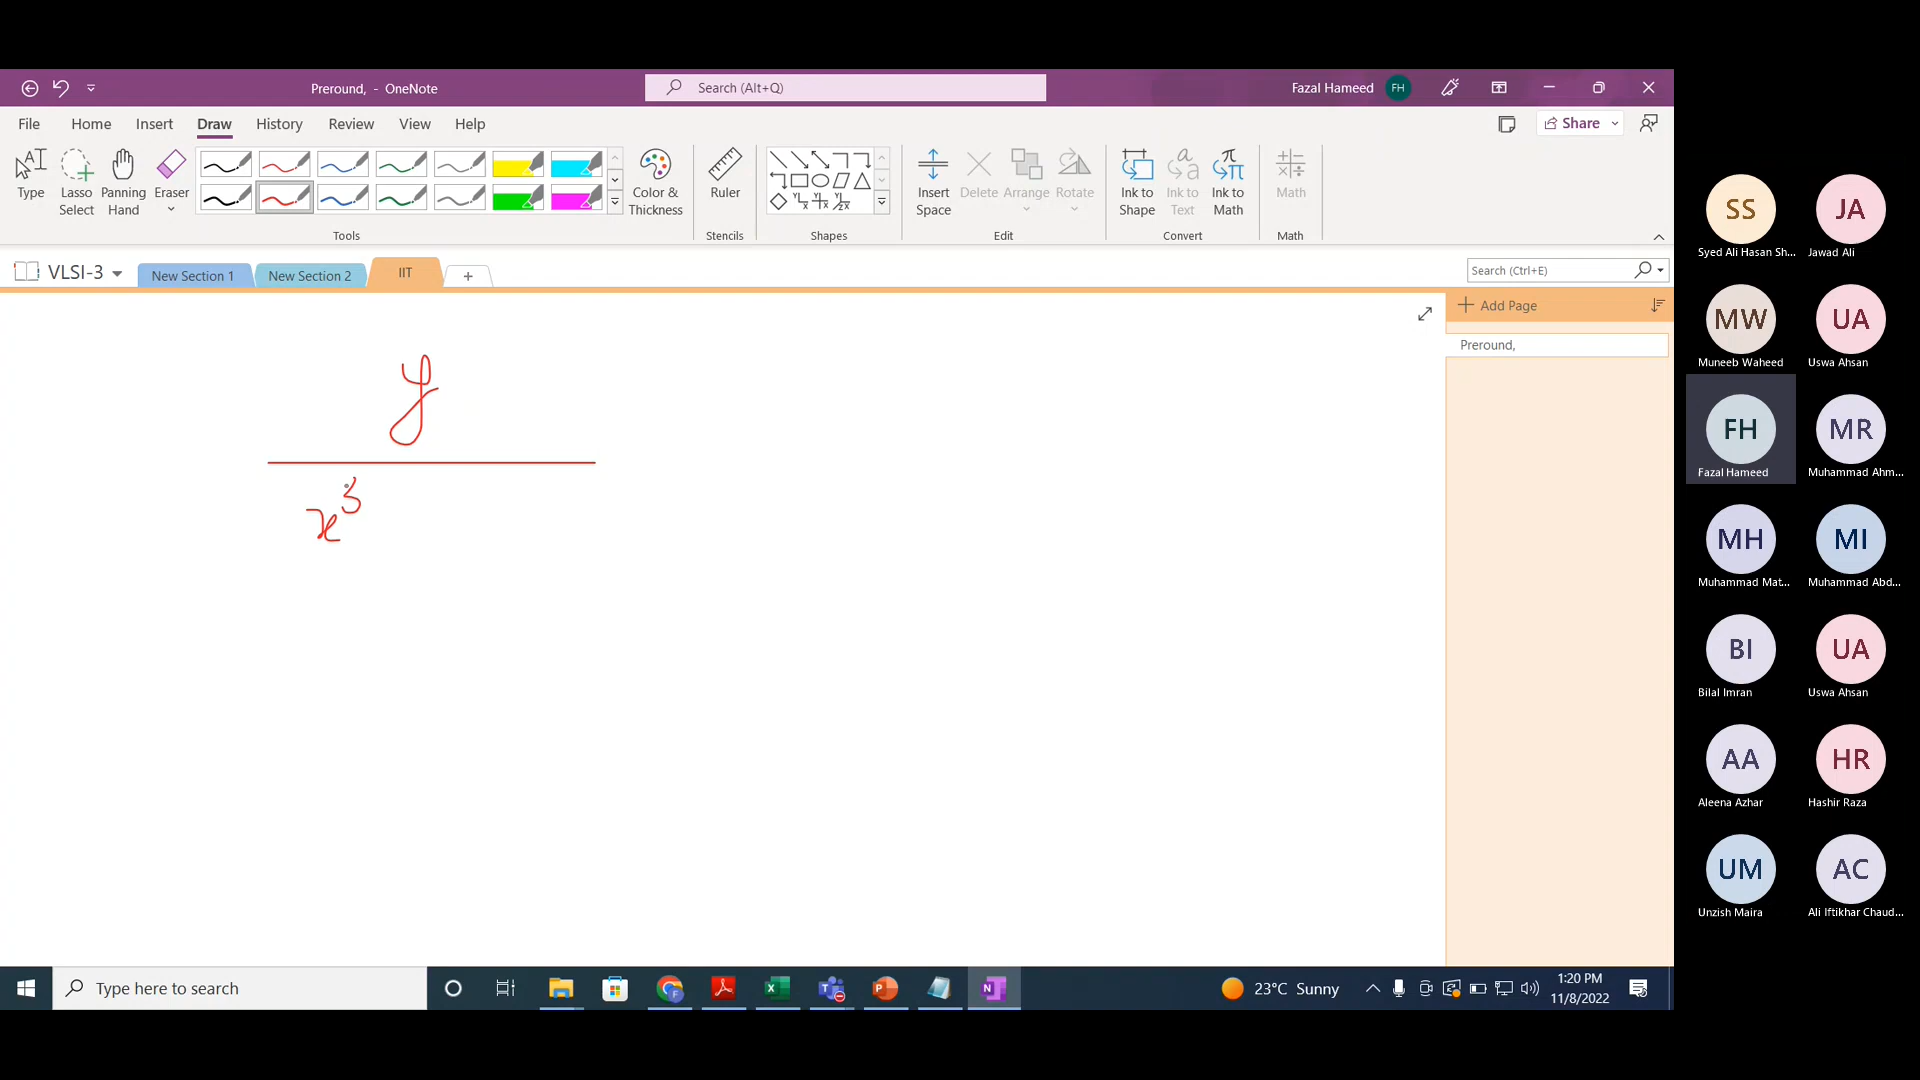 Preround, - OneNote
Search (Alt+Q)
Fazal Hameed FH
File Home Insert Draw History Review View Help
Share
Type
Lasso Select
Panning Hand
Eraser
Color & Thickness
Ruler
Insert Space
Delete
Arrange
Rotate
Ink to Shape
Ink to Text
Ink to Math
Math
Tools Stencils Shapes Edit Convert Math
VLSI-3 New Section 1 New Section 2 IIT +
Search (Ctrl+E)
Add Page
Preround,
y
x³
SS JA
Syed Ali Hasan Sh... Jawad Ali
MW UA
Muneeb Waheed Uswa Ahsan
FH MR
Fazal Hameed Muhammad Ahm...
MH MI
Muhammad Mat... Muhammad Abd...
BI UA
Bilal Imran Uswa Ahsan
AA HR
Aleena Azhar Hashir Raza
UM AC
Unzish Maira Ali Iftikhar Chaud...
Type here to search
23°C Sunny
1:20 PM
11/8/2022